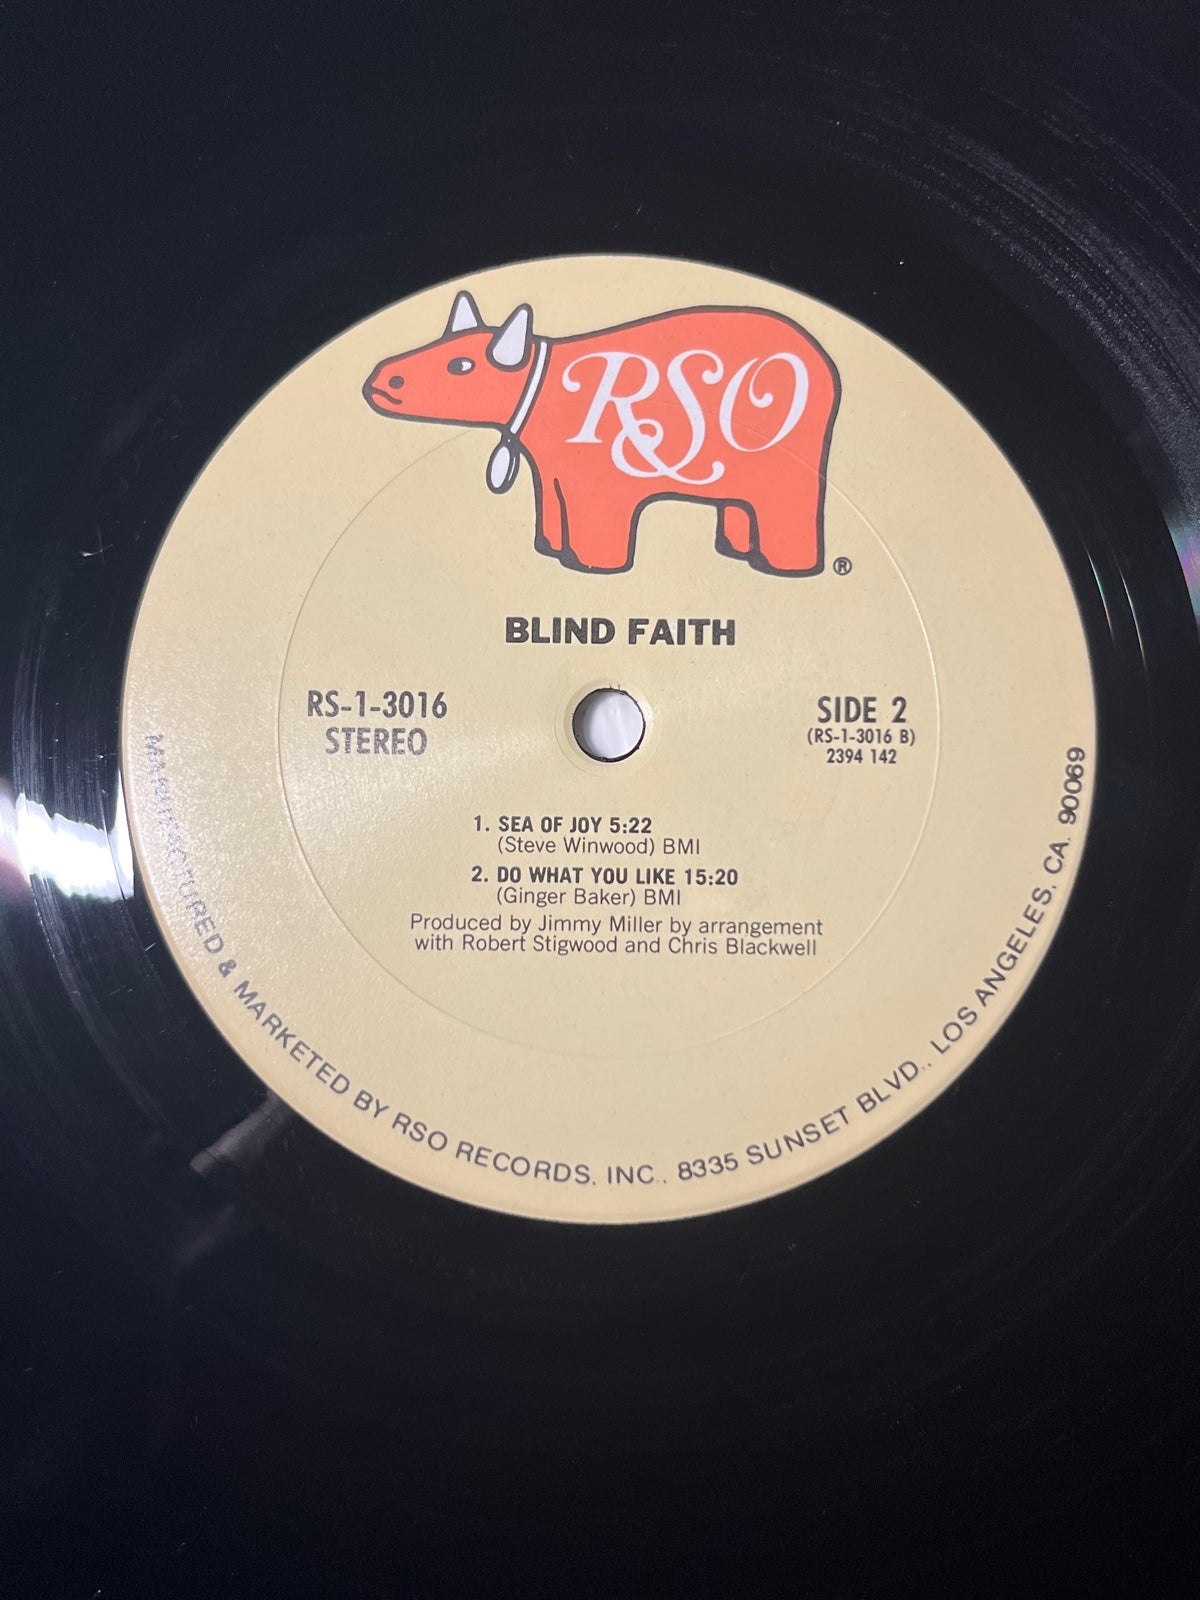 RSO
®
BLIND FAITH
RS-1-3016
STEREO
SIDE 2
(RS-1-3016 B)
2394 142
1. SEA OF JOY 5:22
(Steve Winwood) BMI
2. DO WHAT YOU LIKE 15:20
(Ginger Baker) BMI
Produced by Jimmy Miller by arrangement
with Robert Stigwood and Chris Blackwell
MANUFACTURED & MARKETED BY RSO RECORDS, INC., 8335 SUNSET BLVD., LOS ANGELES, CA. 90069